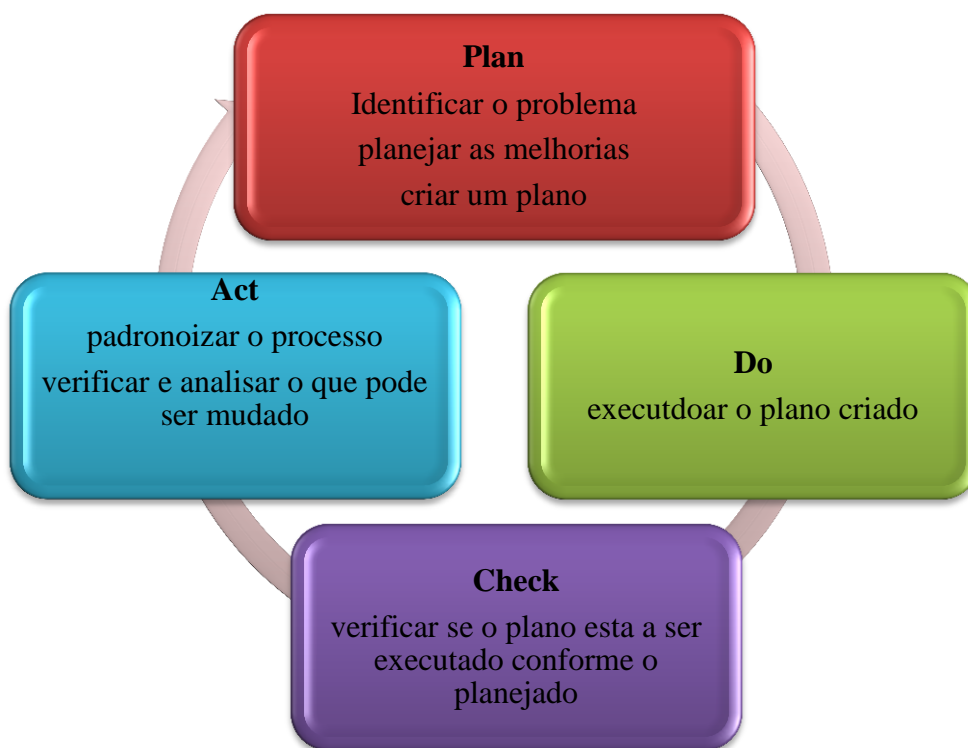 Plan
Identificar o problema
planejar as melhorias
criar um plano
Act
padronoizar o processo
verificar e analisar o que pode
ser mudado
Do
executdoar o plano criado
Check
verificar se o plano esta a ser
executado conforme o
planejado